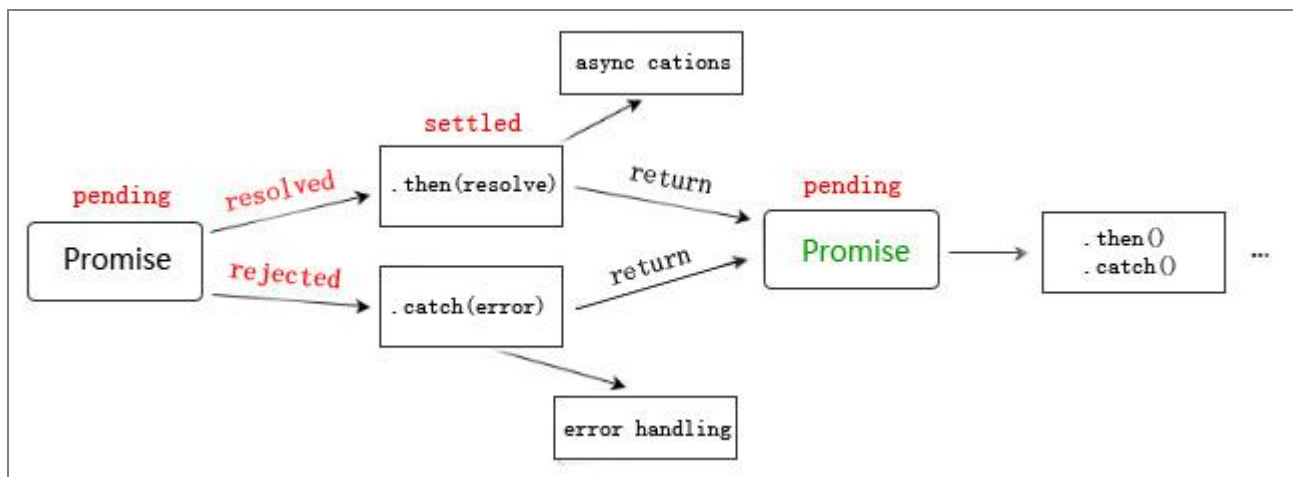 async cations
settled
.then(resolve)
return
pending
resolved
pending
Promise
Promise
.then()
.catch()
...
rejected
return
.catch(error)
error handling